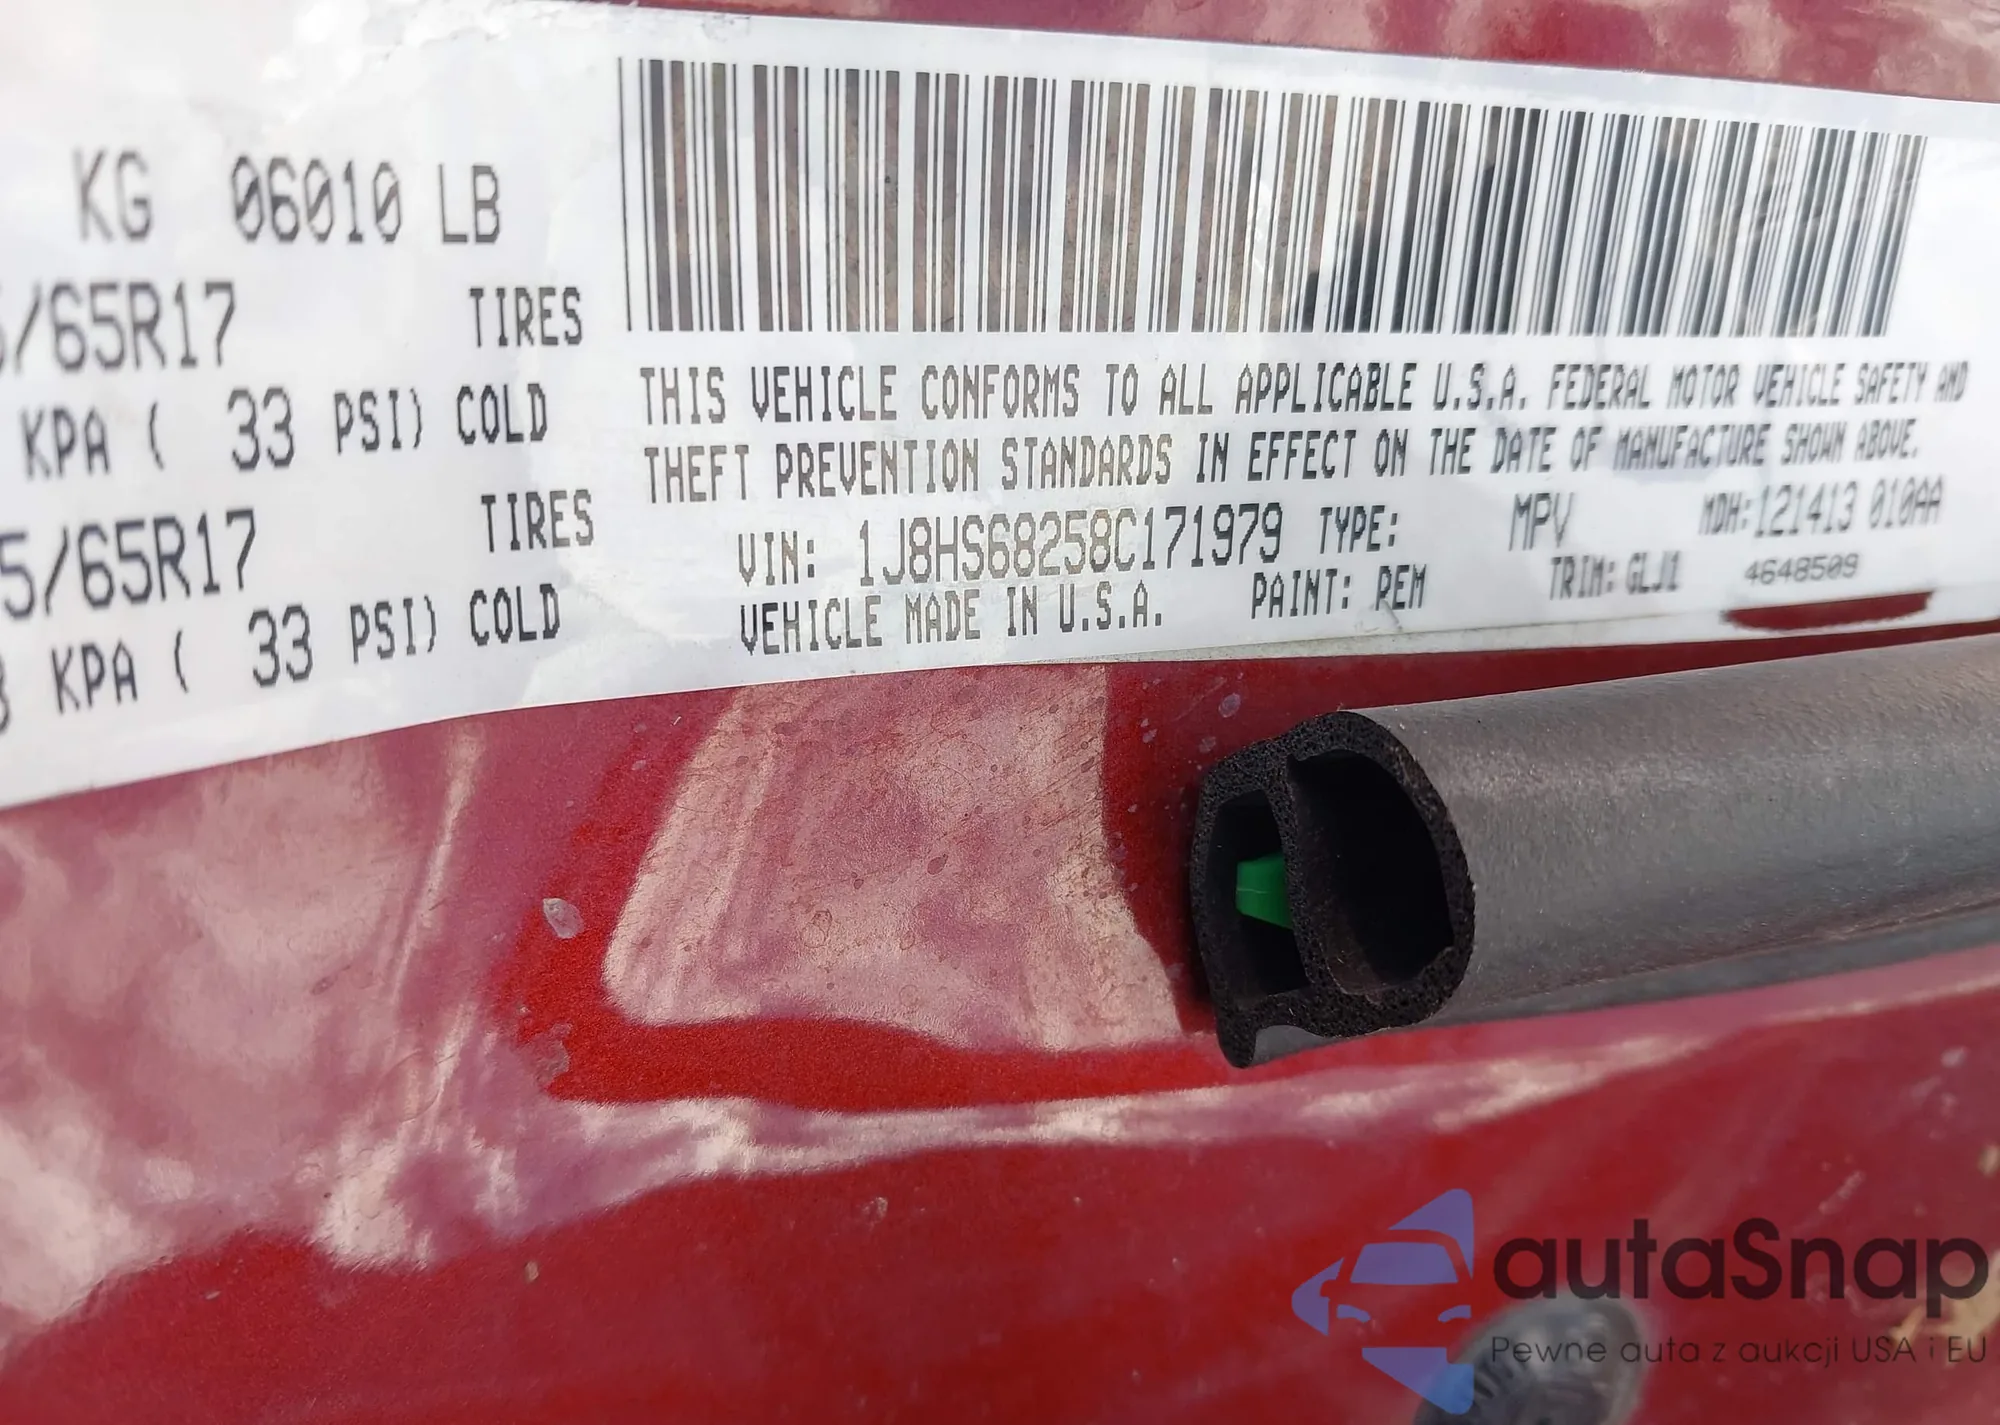 KG 06010 LB
/65R17 TIRES
KPA ( 33 PSI) COLD
5/65R17 TIRES
KPA ( 33 PSI) COLD
THIS VEHICLE CONFORMS TO ALL APPLICABLE U.S.A. FEDERAL MOTOR VEHICLE SAFETY AND
THEFT PREVENTION STANDARDS IN EFFECT ON THE DATE OF MANUFACTURE SHOWN ABOVE.
VIN: 1J8HS68258C171979 TYPE: MPV MDH: 121413 010AA
VEHICLE MADE IN U.S.A. PAINT: PEM TRIM: GLJ1 4648509
autaSnap
Pewne auta z aukcji USA i EU